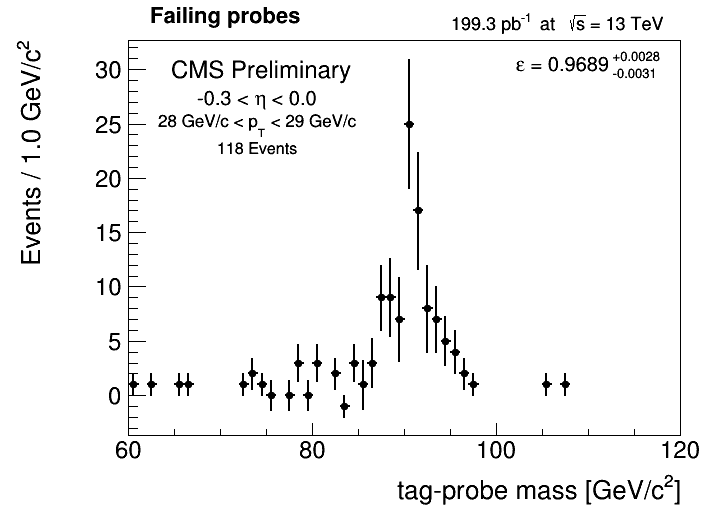 Failing probes
199.3 pb⁻¹ at √s = 13 TeV
CMS Preliminary
ε = 0.9689 +0.0028 -0.0031
-0.3 < η < 0.0
28 GeV/c < p_T < 29 GeV/c
118 Events
Events / 1.0 GeV/c²
30
25
20
15
10
5
0
60 80 100 120
tag-probe mass [GeV/c²]